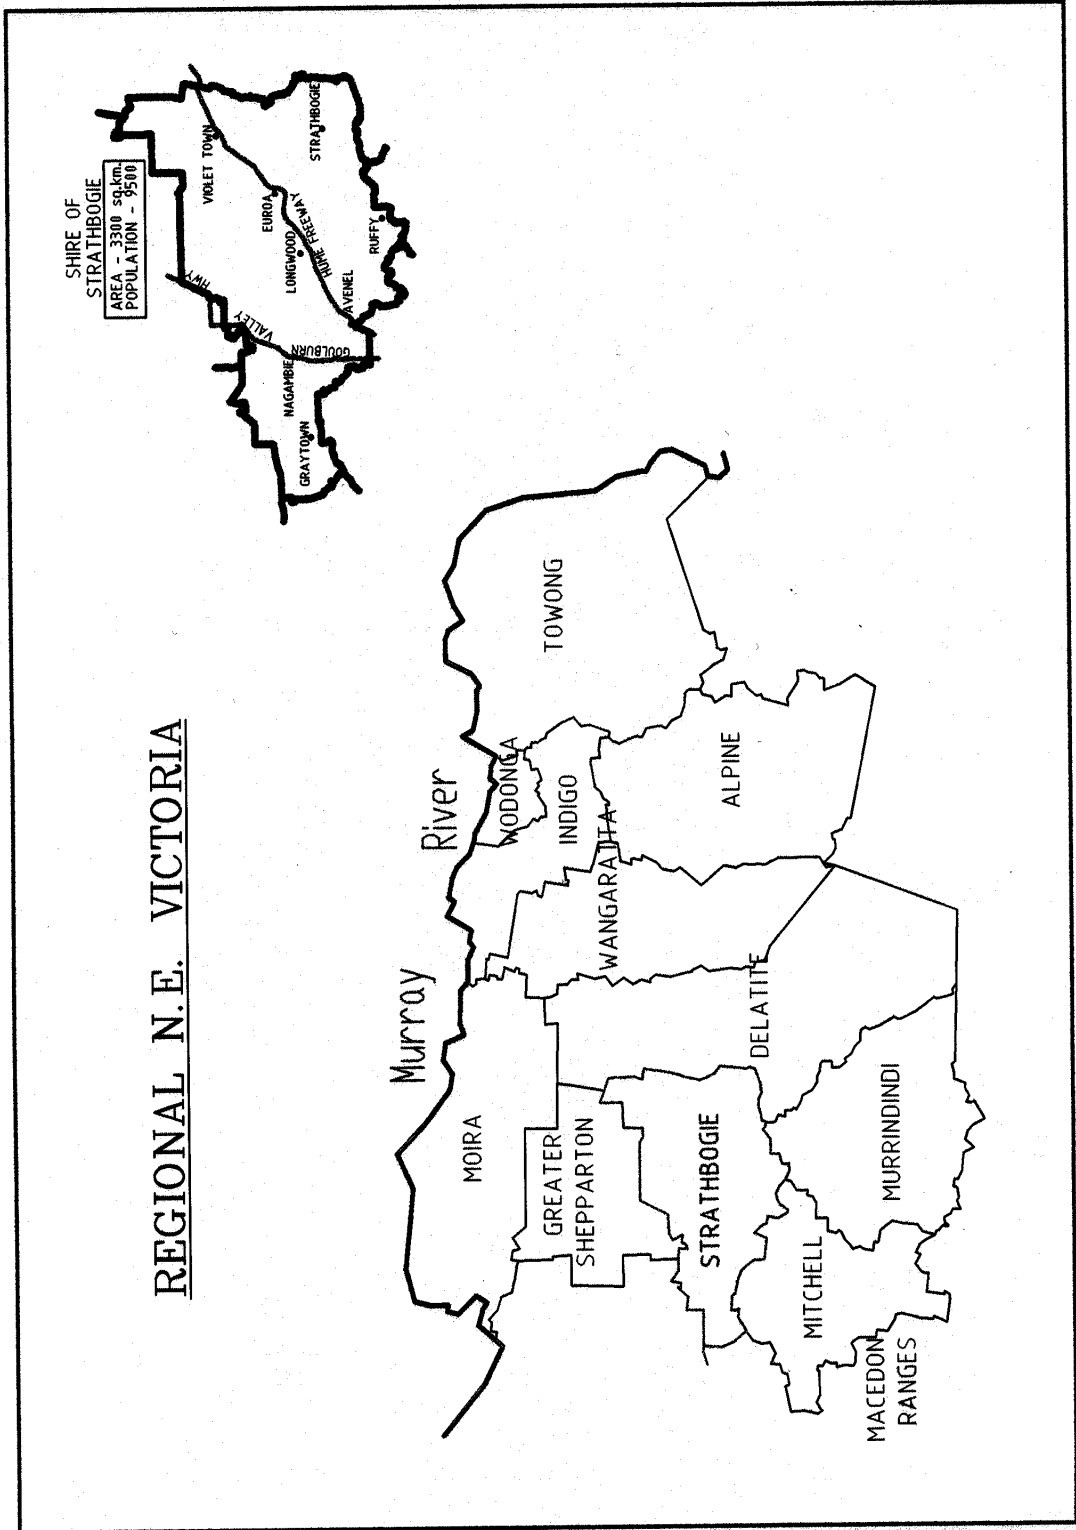 REGIONAL N.E. VICTORIA
SHIRE OF
STRATHBOGIE
AREA - 3300 sq.km.
POPULATION - 9500
VIOLET TOWN
STRATHBOGIE
EUROA
HUME FREEWAY
LONGWOOD
RUFFY
AVENEL
GOULBURN
VALLEY
HWY
NAGAMBIE
GRAYTOWN
Murray
River
MOIRA
WODONGA
TOWONG
INDIGO
GREATER
SHEPPARTON
WANGARATTA
ALPINE
STRATHBOGIE
DELATITE
MITCHELL
MURRINDINDI
MACEDON
RANGES